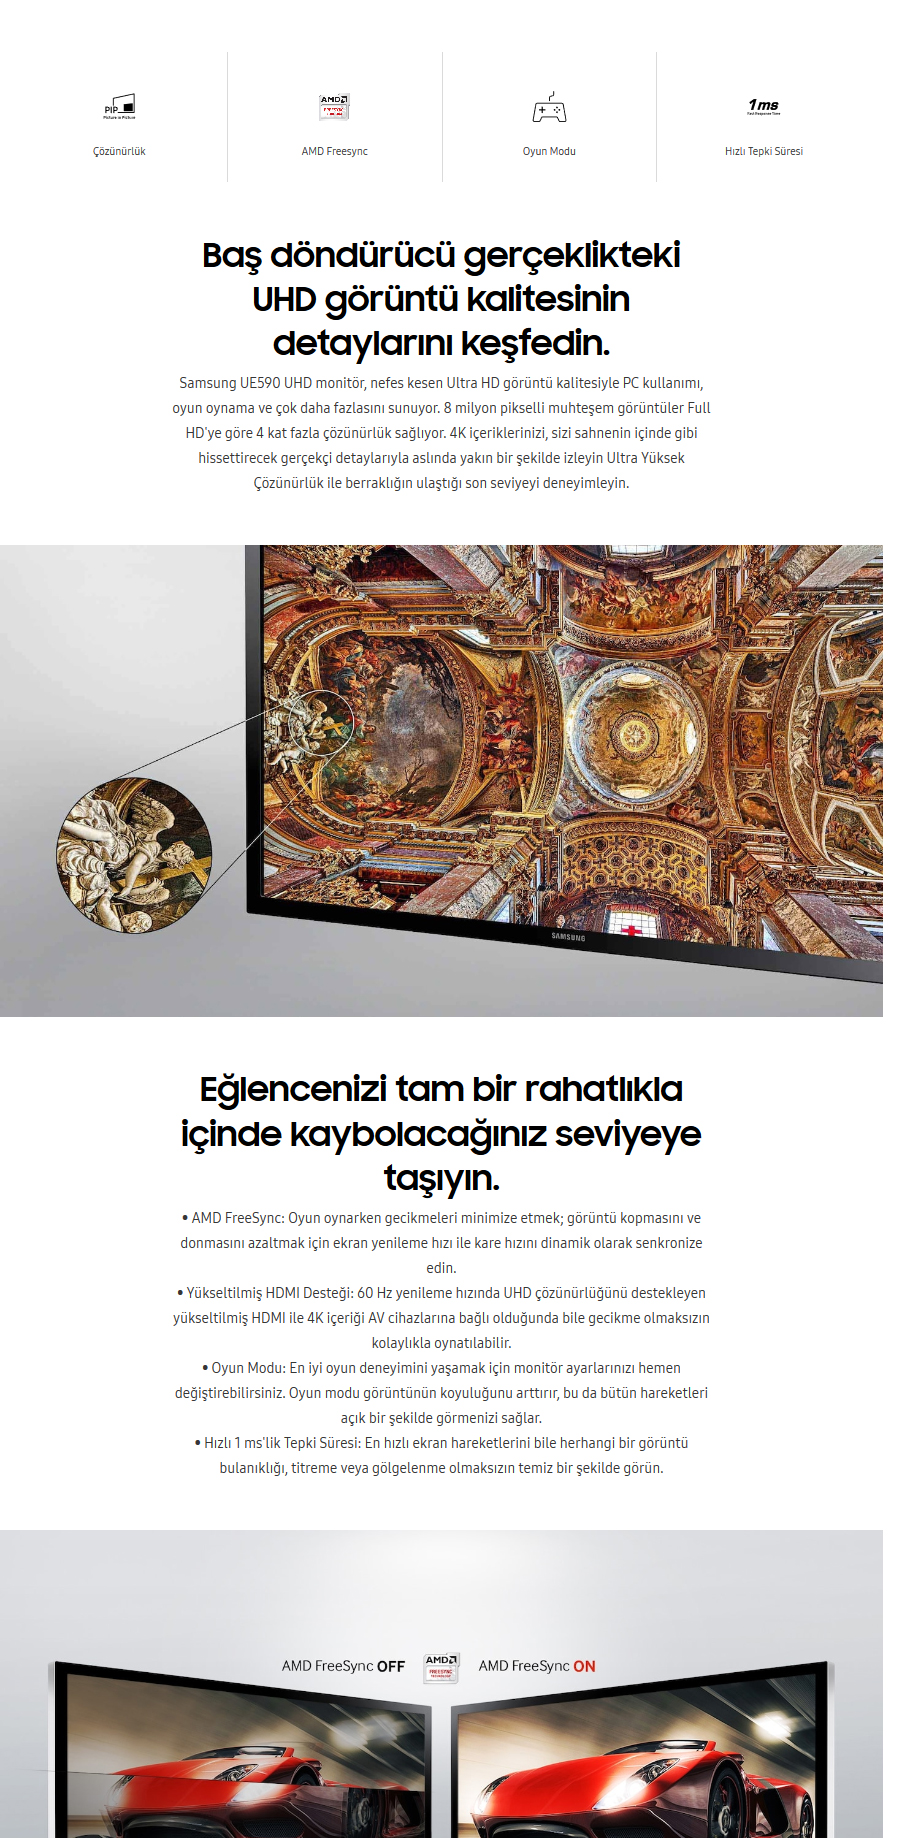 PIP
Picture in Picture
Çözünürlük
AMD
AMD Freesync
Oyun Modu
1ms
Fast Response Time
Hızlı Tepki Süresi
Baş döndürücü gerçeklikteki
UHD görüntü kalitesinin
detaylarını keşfedin.
Samsung UE590 UHD monitör, nefes kesen Ultra HD görüntü kalitesiyle PC kullanımı,
oyun oynama ve çok daha fazlasını sunuyor. 8 milyon pikselli muhteşem görüntüler Full
HD'ye göre 4 kat fazla çözünürlük sağlıyor. 4K içeriklerinizi, sizi sahnenin içinde gibi
hissettirecek gerçekçi detaylarıyla aslında yakın bir şekilde izleyin Ultra Yüksek
Çözünürlük ile berraklığın ulaştığı son seviyeyi deneyimleyin.
SAMSUNG
Eğlencenizi tam bir rahatlıkla
içinde kaybolacağınız seviyeye
taşıyın.
• AMD FreeSync: Oyun oynarken gecikmeleri minimize etmek; görüntü kopmasını ve
donmasını azaltmak için ekran yenileme hızı ile kare hızını dinamik olarak senkronize
edin.
• Yükseltilmiş HDMI Desteği: 60 Hz yenileme hızında UHD çözünürlüğünü destekleyen
yükseltilmiş HDMI ile 4K içeriği AV cihazlarına bağlı olduğunda bile gecikme olmaksızın
kolaylıkla oynatılabilir.
• Oyun Modu: En iyi oyun deneyimini yaşamak için monitör ayarlarınızı hemen
değiştirebilirsiniz. Oyun modu görüntünün koyuluğunu arttırır, bu da bütün hareketleri
açık bir şekilde görmenizi sağlar.
• Hızlı 1 ms'lik Tepki Süresi: En hızlı ekran hareketlerini bile herhangi bir görüntü
bulanıklığı, titreme veya gölgelenme olmaksızın temiz bir şekilde görün.
AMD FreeSync OFF
AMD
FREESYNC
AMD FreeSync ON